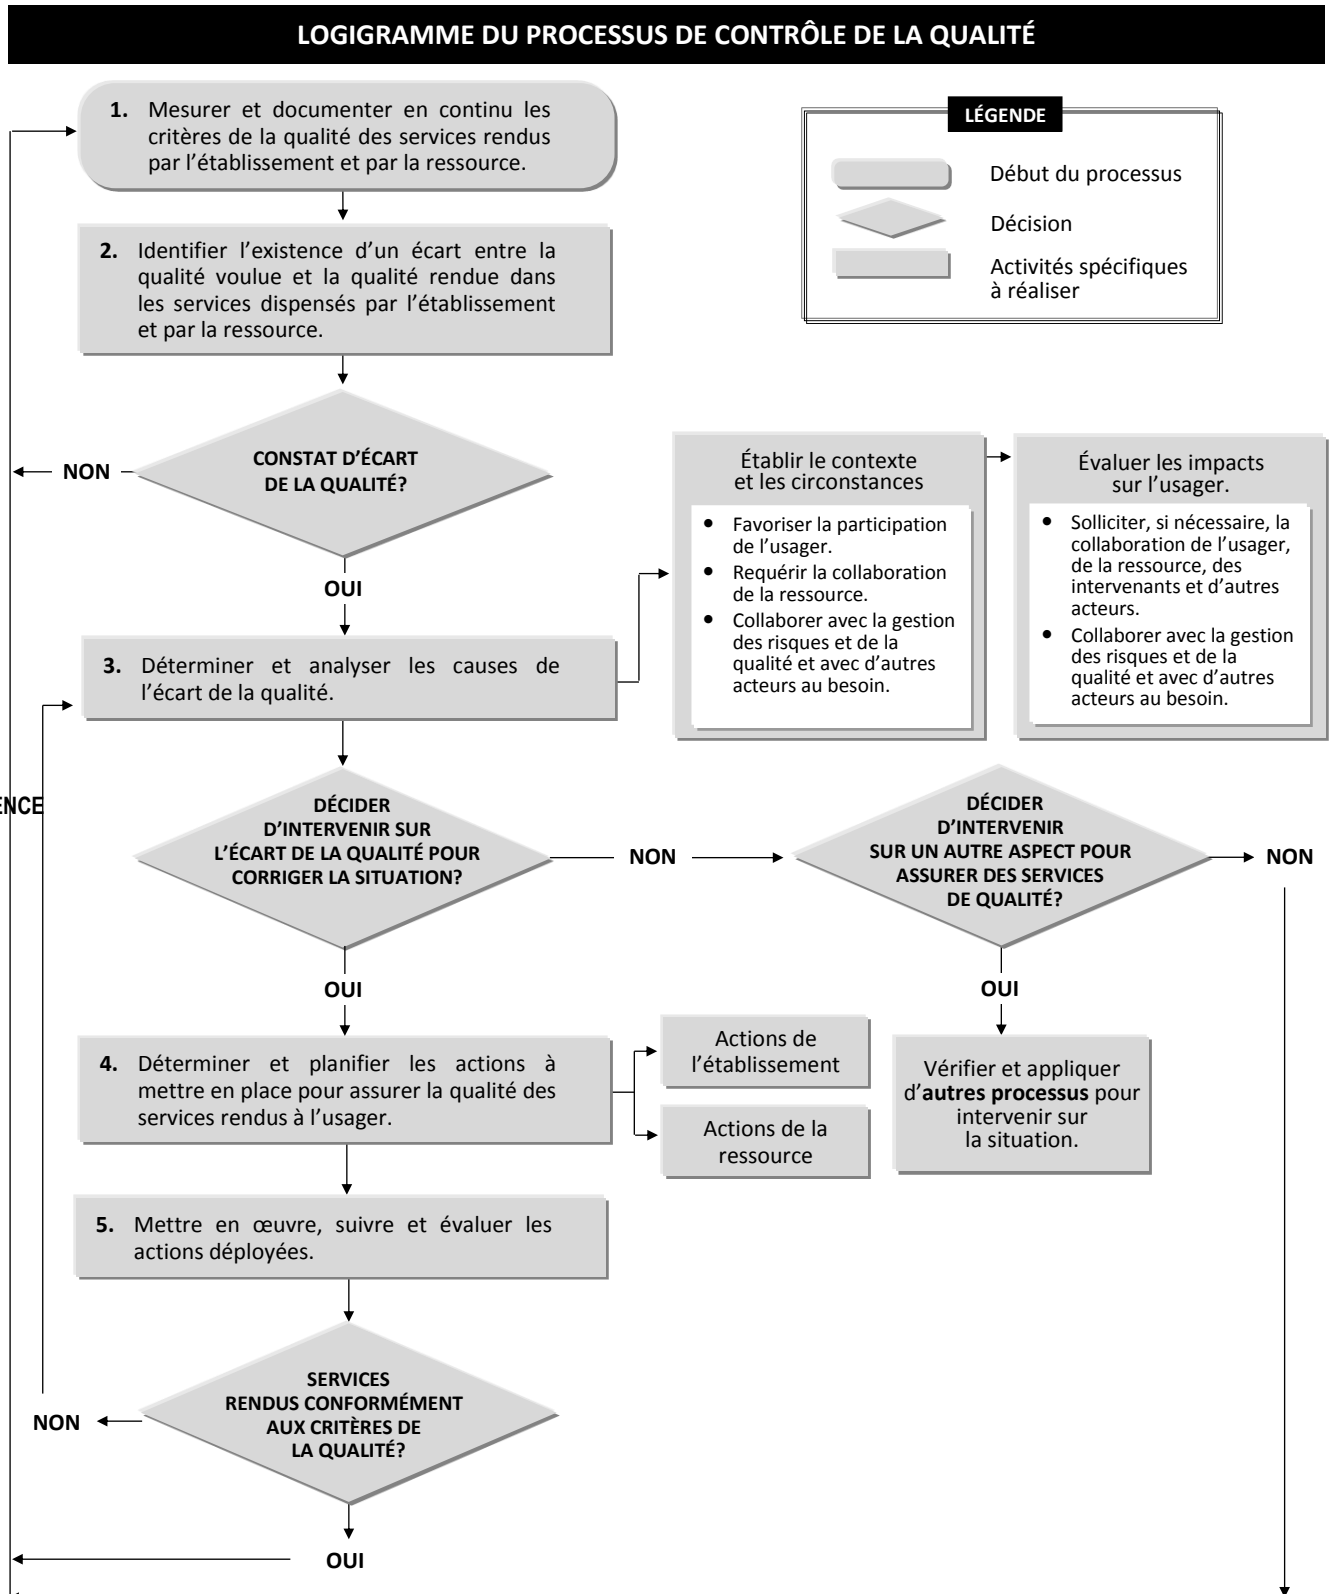 LOGIGRAMME DU PROCESSUS DE CONTRÔLE DE LA QUALITÉ
1. Mesurer et documenter en continu les
critères de la qualité des services rendus
par l’établissement et par la ressource.
LÉGENDE
Début du processus
Décision
Activités spécifiques
à réaliser
2. Identifier l’existence d’un écart entre la
qualité voulue et la qualité rendue dans
les services dispensés par l’établissement
et par la ressource.
CONSTAT D’ÉCART
DE LA QUALITÉ?
NON
OUI
Établir le contexte
et les circonstances
• Favoriser la participation
de l’usager.
• Requérir la collaboration
de la ressource.
• Collaborer avec la gestion
des risques et de la
qualité et avec d’autres
acteurs au besoin.
Évaluer les impacts
sur l’usager.
• Solliciter, si nécessaire, la
collaboration de l’usager,
de la ressource, des
intervenants et d’autres
acteurs.
• Collaborer avec la gestion
des risques et de la
qualité et avec d’autres
acteurs au besoin.
3. Déterminer et analyser les causes de
l’écart de la qualité.
ENCE
DÉCIDER
D’INTERVENIR SUR
L’ÉCART DE LA QUALITÉ POUR
CORRIGER LA SITUATION?
NON
DÉCIDER
D’INTERVENIR
SUR UN AUTRE ASPECT POUR
ASSURER DES SERVICES
DE QUALITÉ?
NON
OUI
OUI
4. Déterminer et planifier les actions à
mettre en place pour assurer la qualité des
services rendus à l’usager.
Actions de
l’établissement
Actions de la
ressource
Vérifier et appliquer
d’autres processus pour
intervenir sur
la situation.
5. Mettre en œuvre, suivre et évaluer les
actions déployées.
SERVICES
RENDUS CONFORMÉMENT
AUX CRITÈRES DE
LA QUALITÉ?
NON
OUI